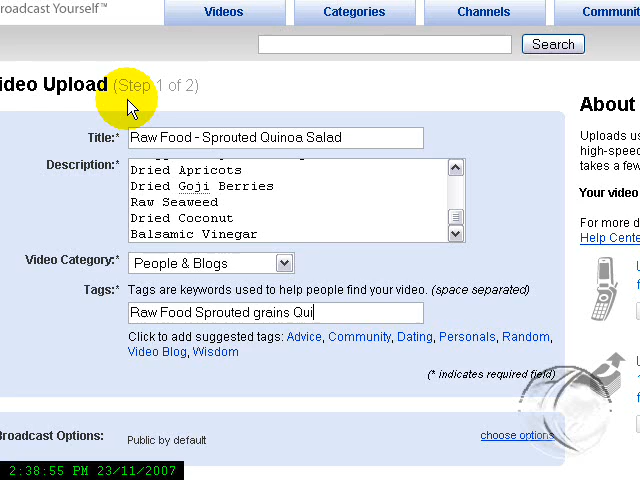 roadcast Yourself™
Videos
Categories
Channels
Communi
Search
ideo Upload (Step 1 of 2)
About
Title:* Raw Food - Sprouted Quinoa Salad
Uploads us
high-speed
takes a few
Description:*
Dried Apricots
Dried Goji Berries
Raw Seaweed
Dried Coconut
Balsamic Vinegar
Your video
For more d
Help Cente
Video Category:* People & Blogs
Tags:* Tags are keywords used to help people find your video. (space separated)
Raw Food Sprouted grains Qui
Click to add suggested tags: Advice, Community, Dating, Personals, Random,
Video Blog, Wisdom
(* indicates required field)
Broadcast Options: Public by default
choose options
2:38:55 PM 23/11/2007